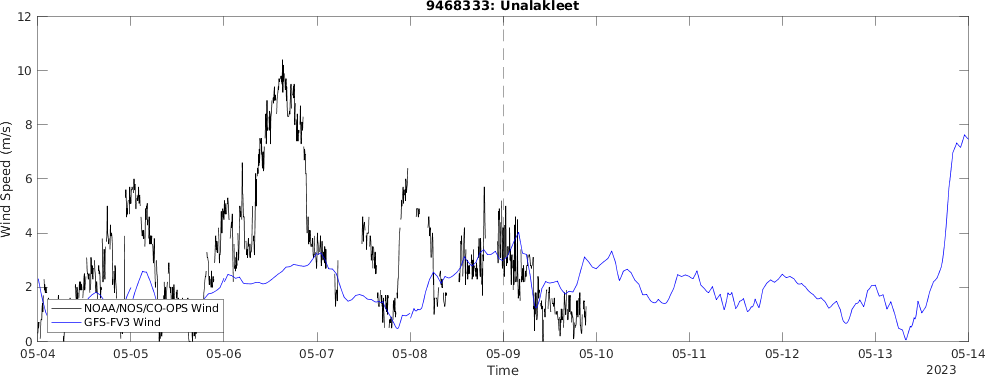 9468333: Unalakleet
12
10
8
6
4
2
0
Wind Speed (m/s)
NOAA/NOS/CO-OPS Wind
GFS-FV3 Wind
05-04 05-05 05-06 05-07 05-08 05-09 05-10 05-11 05-12 05-13 05-14
Time
2023